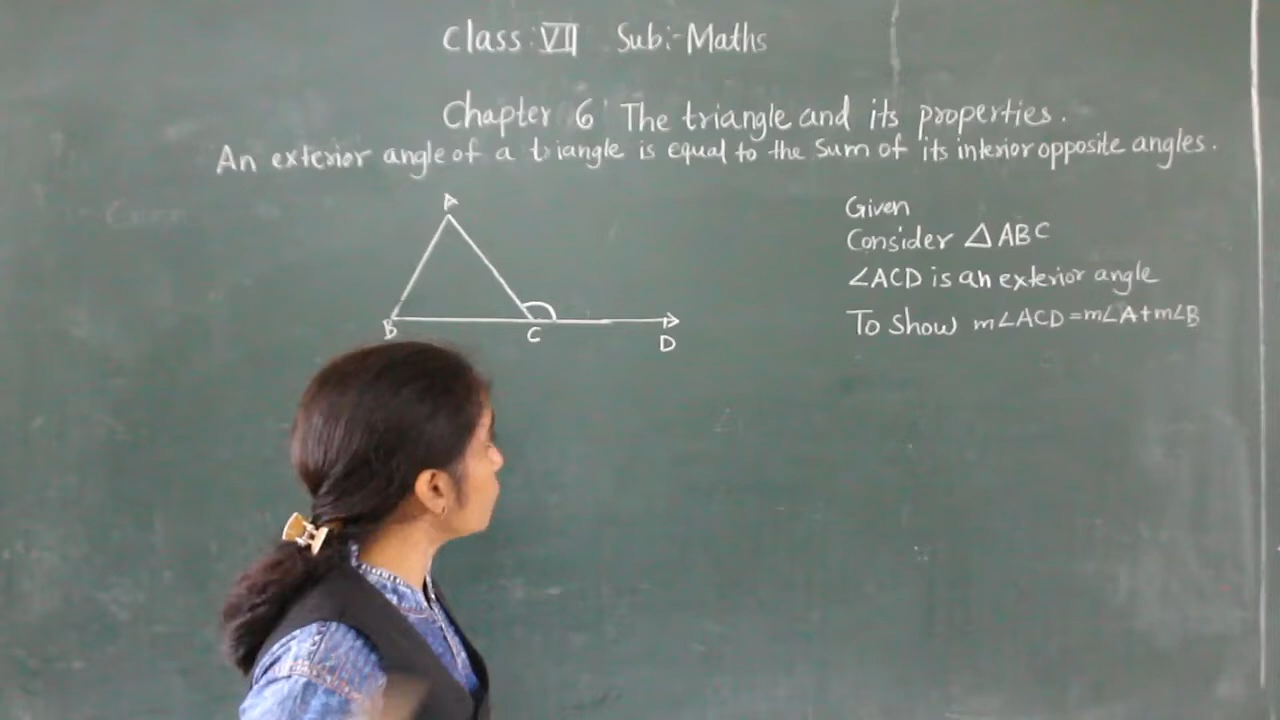 Class: VII Sub:-Maths
Chapter 6 The triangle and its properties.
An exterior angle of a triangle is equal to the sum of its interior opposite angles.
A
B C D
Given
Consider △ABC
∠ACD is an exterior angle
To show m∠ACD=m∠A+m∠B